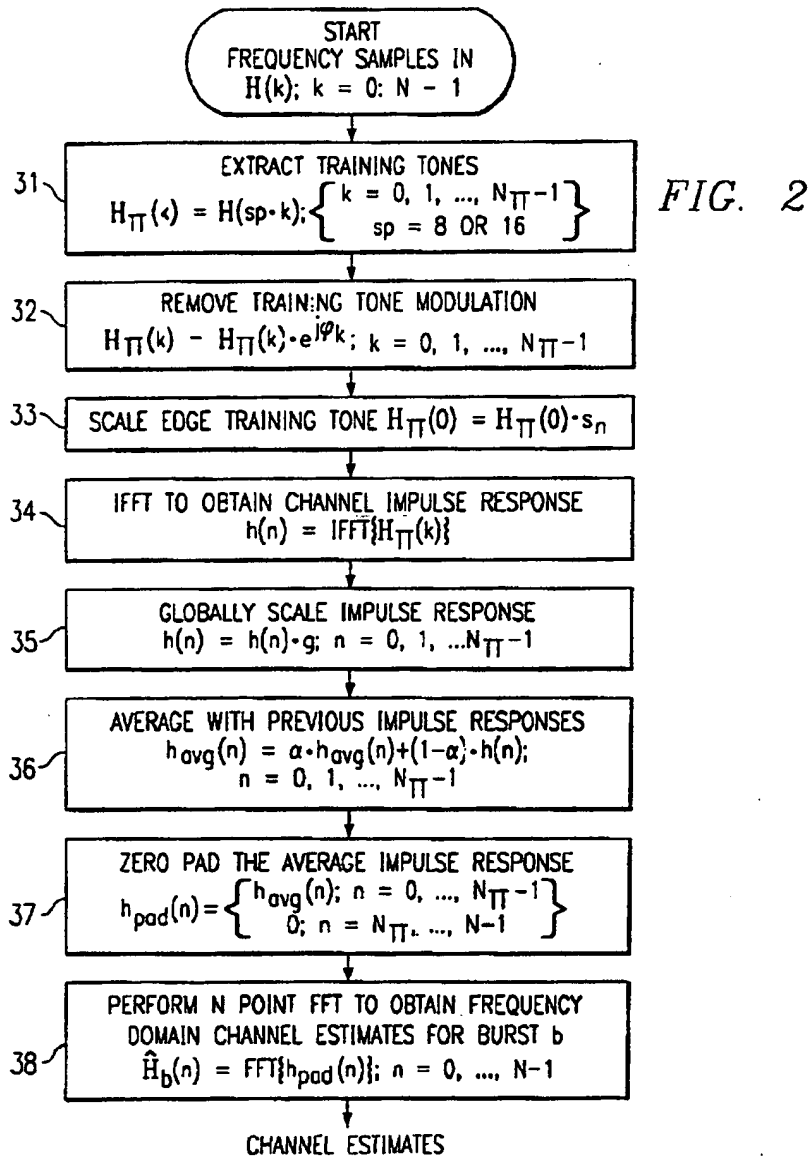 START
FREQUENCY SAMPLES IN
H(k); k = 0: N - 1
31
EXTRACT TRAINING TONES
H_TT(<) = H(sp·k); { k = 0, 1, ..., N_TT-1
sp = 8 OR 16 }
FIG. 2
32
REMOVE TRAINING TONE MODULATION
H_TT(k) - H_TT(k)·e^jφk; k = 0, 1, ..., N_TT-1
33
SCALE EDGE TRAINING TONE H_TT(0) = H_TT(0)·s_n
34
IFFT TO OBTAIN CHANNEL IMPULSE RESPONSE
h(n) = IFFT{H_TT(k)}
35
GLOBALLY SCALE IMPULSE RESPONSE
h(n) = h(n)·g; n = 0, 1, ...N_TT-1
36
AVERAGE WITH PREVIOUS IMPULSE RESPONSES
h_avg(n) = α·h_avg(n)+(1-α)·h(n);
n = 0, 1, ..., N_TT-1
37
ZERO PAD THE AVERAGE IMPULSE RESPONSE
h_pad(n) = { h_avg(n); n = 0, ..., N_TT-1
0; n = N_TT, ..., N-1 }
38
PERFORM N POINT FFT TO OBTAIN FREQUENCY
DOMAIN CHANNEL ESTIMATES FOR BURST b
Ĥ_b(n) = FFT{h_pad(n)}; n = 0, ..., N-1
CHANNEL ESTIMATES